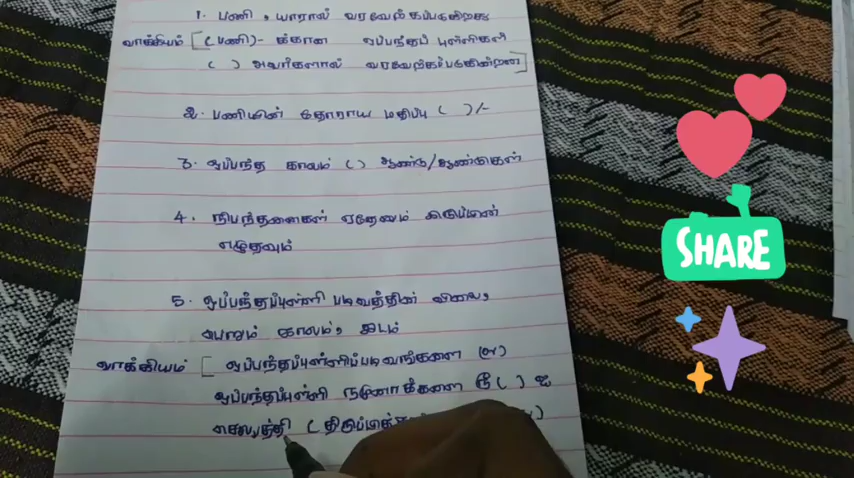 1. பணி, யாரால் வரவேற்கப்படுகிறது
வாக்கியம் [(பணி)- க்கான ஒப்பந்தப் புள்ளிகள்
( ) அவர்களால் வரவேற்கப்படுகின்றன]
2. பணியின் தோராய மதிப்பு ( )/-
3. ஒப்பந்த காலம் ( ) ஆண்டு/ஆண்டுகள்
4. நிபந்தனைகள் ஏதேனும் இருப்பின்
எழுதவும்
5. ஒப்பந்தப்புள்ளி படிவத்தின் விலை,
பெறும் காலம், இடம்
வாக்கியம் [ ஒப்பந்தப்புள்ளிப்படிவங்களை (அ)
ஒப்பந்தப்புள்ளி ரூ ( ) ஐ
செலுத்தி (
SHARE